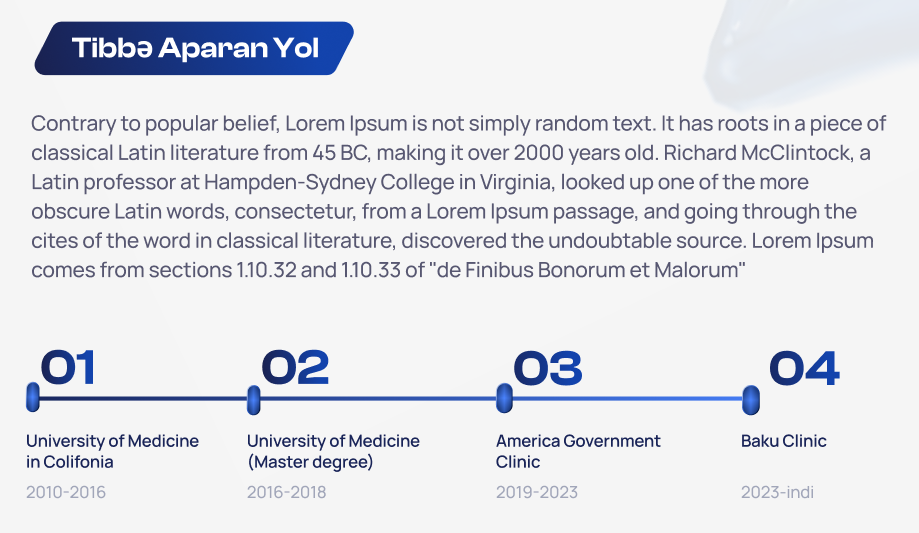 Tibbə Aparan Yol
Contrary to popular belief, Lorem Ipsum is not simply random text. It has roots in a piece of
classical Latin literature from 45 BC, making it over 2000 years old. Richard McClintock, a
Latin professor at Hampden-Sydney College in Virginia, looked up one of the more
obscure Latin words, consectetur, from a Lorem Ipsum passage, and going through the
cites of the word in classical literature, discovered the undoubtable source. Lorem Ipsum
comes from sections 1.10.32 and 1.10.33 of "de Finibus Bonorum et Malorum"
01
University of Medicine
in Colifonia
2010-2016
02
University of Medicine
(Master degree)
2016-2018
03
America Government
Clinic
2019-2023
04
Baku Clinic
2023-indi